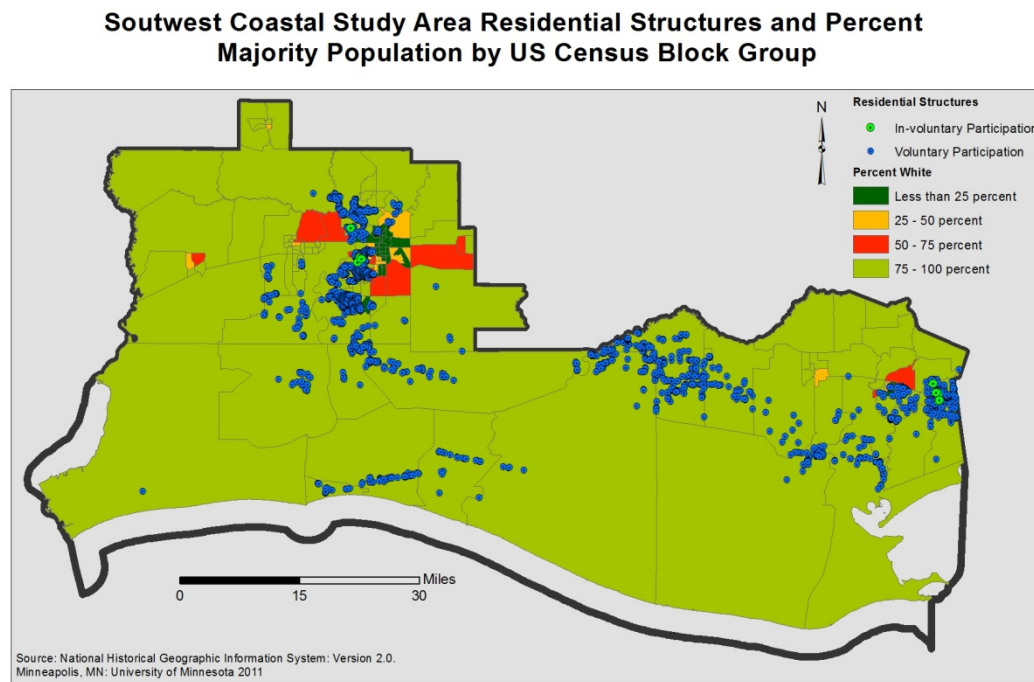 Soutwest Coastal Study Area Residential Structures and Percent
Majority Population by US Census Block Group
N
Residential Structures
In-voluntary Participation
Voluntary Participation
Percent White
Less than 25 percent
25 - 50 percent
50 - 75 percent
75 - 100 percent
Miles
0 15 30
Source: National Historical Geographic Information System: Version 2.0.
Minneapolis, MN: University of Minnesota 2011